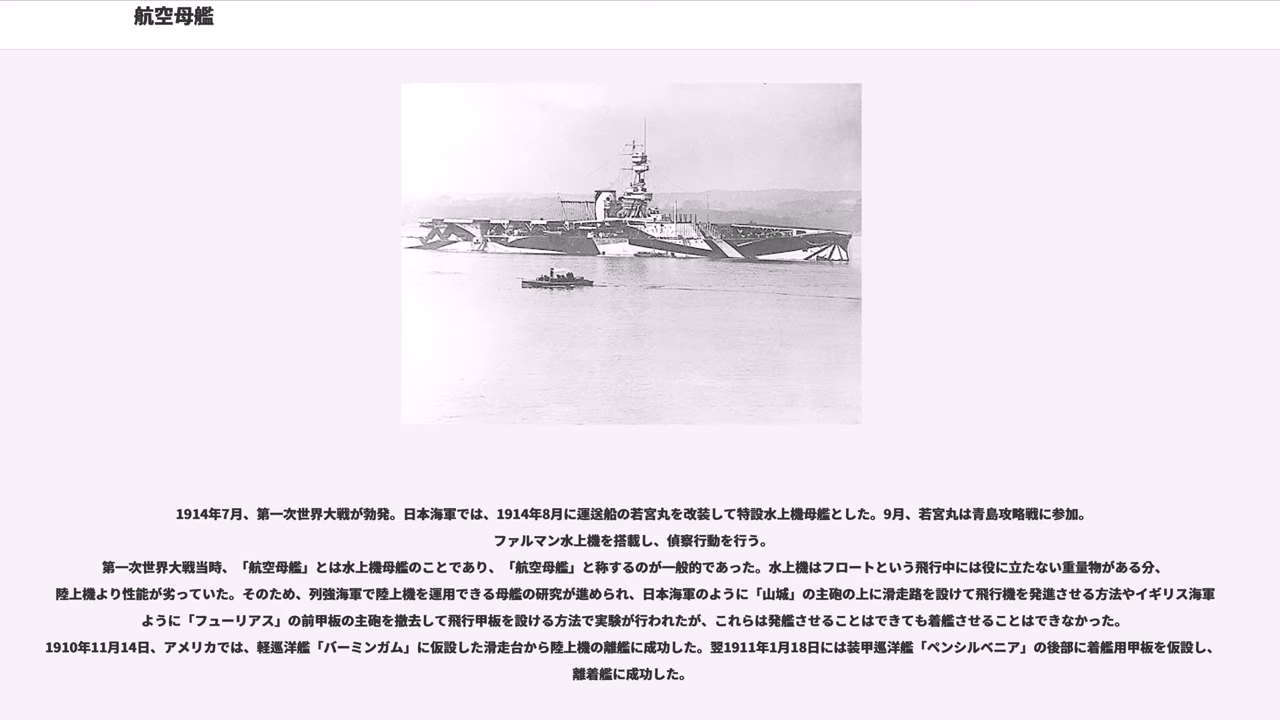 航空母艦
1914年7月、第一次世界大戦が勃発。日本海軍では、1914年8月に運送船の若宮丸を改装して特設水上機母艦とした。9月、若宮丸は青島攻略戦に参加。
ファルマン水上機を搭載し、偵察行動を行う。
第一次世界大戦当時、「航空母艦」とは水上機母艦のことであり、「航空母艦」と称するのが一般的であった。水上機はフロートという飛行中には役に立たない重量物がある分、
陸上機より性能が劣っていた。そのため、列強海軍で陸上機を運用できる母艦の研究が進められ、日本海軍のように「山城」の主砲の上に滑走路を設けて飛行機を発進させる方法やイギリス海軍
ように「フューリアス」の前甲板の主砲を撤去して飛行甲板を設ける方法で実験が行われたが、これらは発艦させることはできても着艦させることはできなかった。
1910年11月14日、アメリカでは、軽巡洋艦「バーミンガム」に仮設した滑走台から陸上機の離艦に成功した。翌1911年1月18日には装甲巡洋艦「ペンシルベニア」の後部に着艦用甲板を仮設し、
離着艦に成功した。